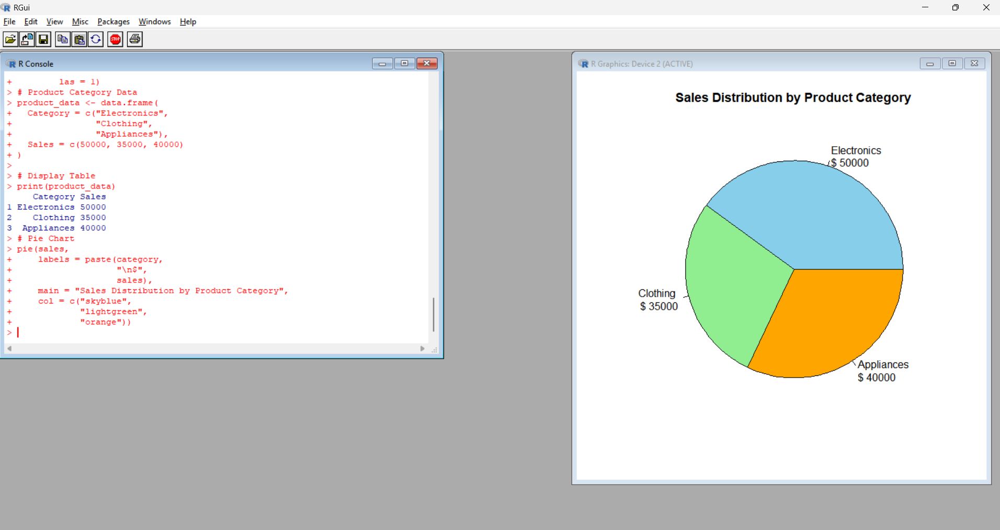 RGui
File Edit View Misc Packages Windows Help
STOP
R Console
+          las = 1)
> # Product Category Data
> product_data <- data.frame(
+   Category = c("Electronics",
+                "Clothing",
+                "Appliances"),
+   Sales = c(50000, 35000, 40000)
+ )
>
> # Display Table
> print(product_data)
     Category Sales
1 Electronics 50000
2    Clothing 35000
3  Appliances 40000
> # Pie Chart
> pie(sales,
+     labels = paste(category,
+                    "\n$",
+                    sales),
+     main = "Sales Distribution by Product Category",
+     col = c("skyblue",
+             "lightgreen",
+             "orange"))
>
R Graphics: Device 2 (ACTIVE)
Sales Distribution by Product Category
Electronics
$ 50000
Clothing
$ 35000
Appliances
$ 40000